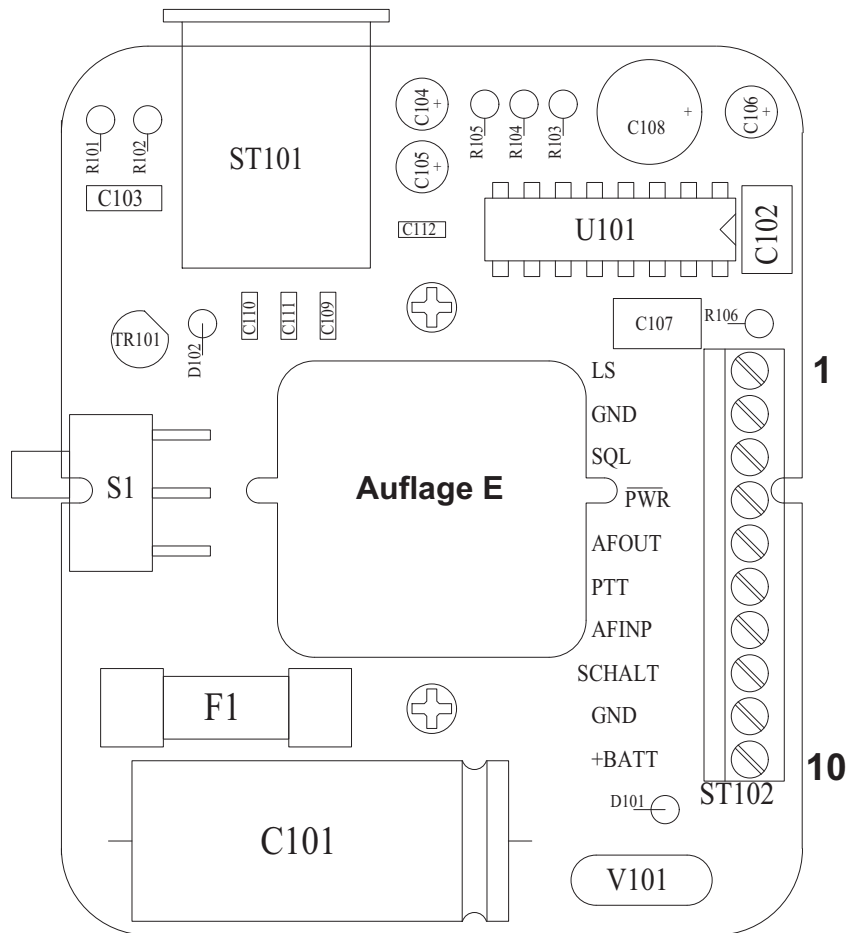 C104
R105
R104
R103
C108
C106
R101
R102
ST101
C105
C103
C112
U101
C102
C110
C111
C109
TR101
D102
C107
R106
LS
1
GND
SQL
S1
Auflage E
PWR
AFOUT
PTT
AFINP
SCHALT
F1
GND
+BATT
10
ST102
D101
C101
V101